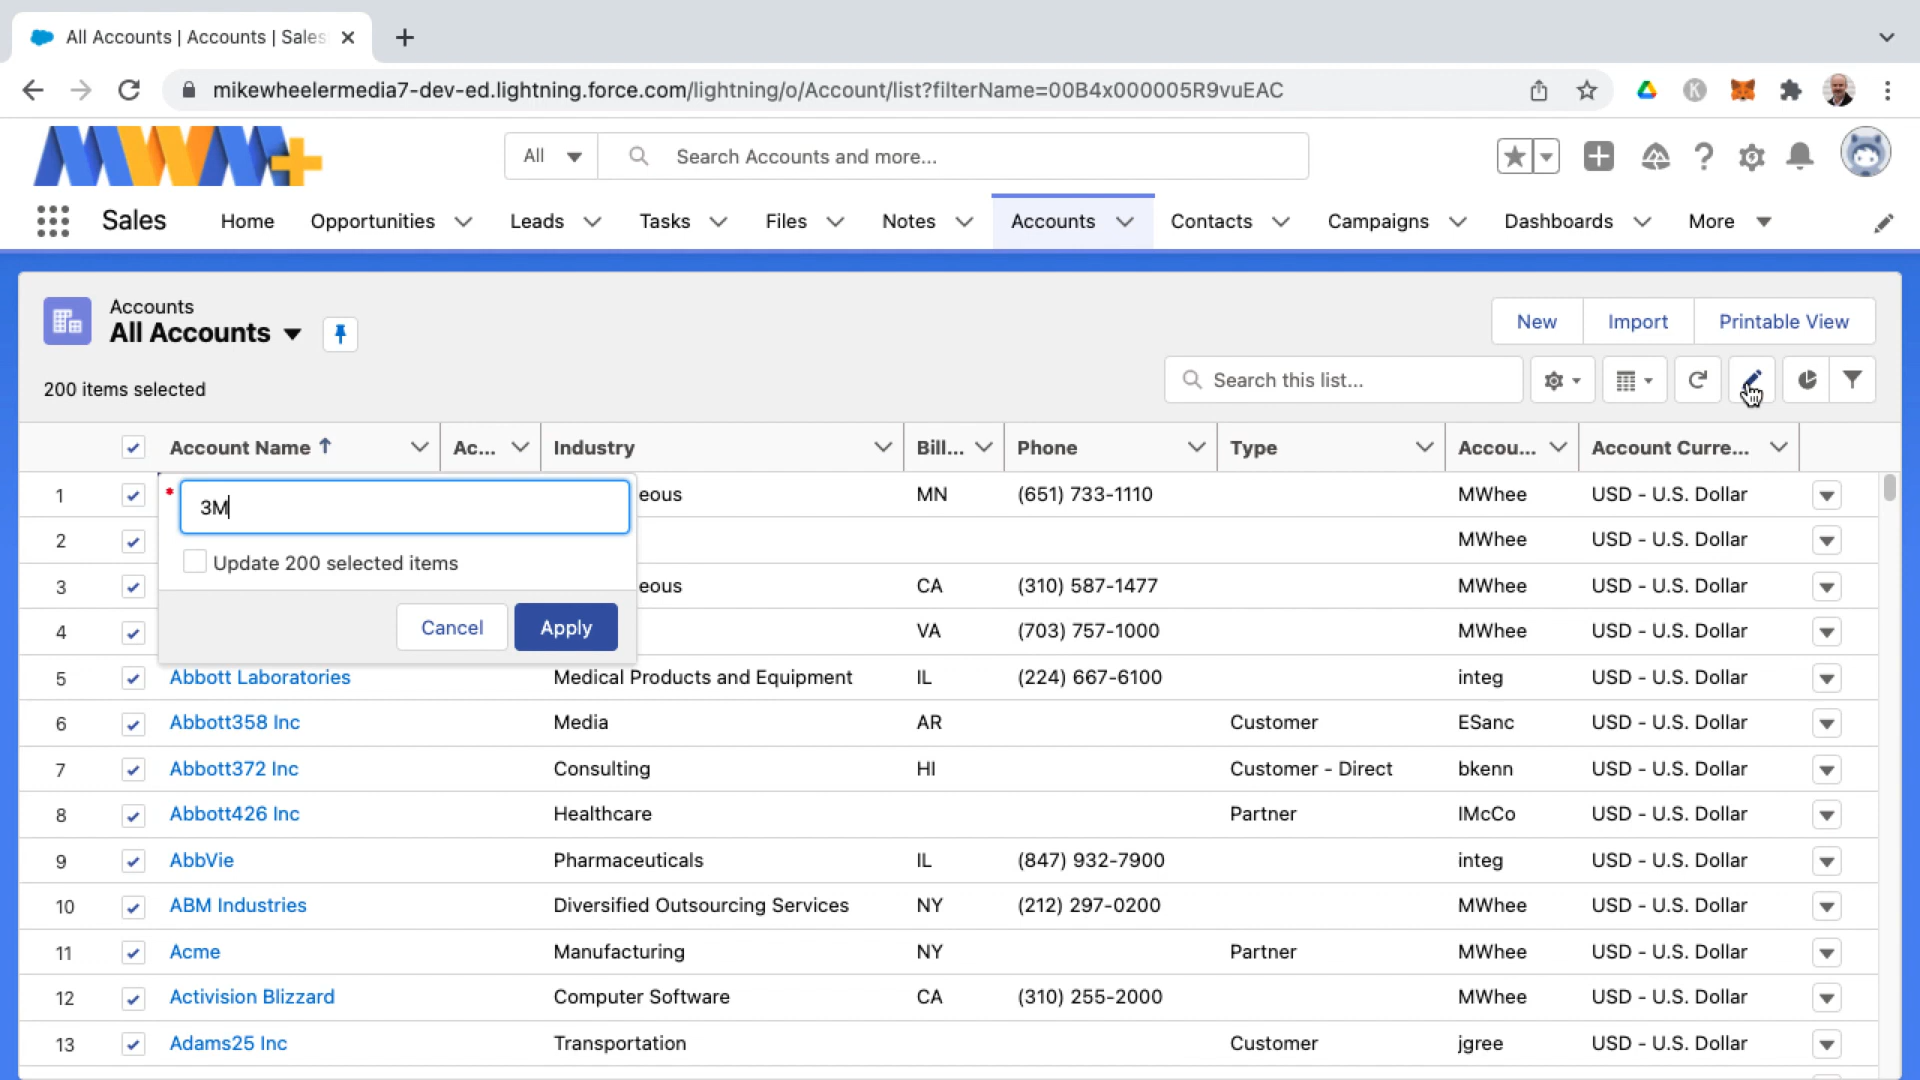 All Accounts | Accounts | Sales
mikewheelermedia7-dev-ed.lightning.force.com/lightning/o/Account/list?filterName=00B4x000005R9vuEAC
K
MWM+
All
Search Accounts and more...
Sales Home Opportunities Leads Tasks Files Notes Accounts Contacts Campaigns Dashboards More
Accounts
All Accounts
New Import Printable View
200 items selected
Search this list...
Account Name Ac... Industry Bill... Phone Type Accou... Account Curre...
1 eous MN (651) 733-1110 MWhee USD - U.S. Dollar
* 3M
2 MWhee USD - U.S. Dollar
Update 200 selected items
3 eous CA (310) 587-1477 MWhee USD - U.S. Dollar
Cancel Apply
4 VA (703) 757-1000 MWhee USD - U.S. Dollar
5 Abbott Laboratories Medical Products and Equipment IL (224) 667-6100 integ USD - U.S. Dollar
6 Abbott358 Inc Media AR Customer ESanc USD - U.S. Dollar
7 Abbott372 Inc Consulting HI Customer - Direct bkenn USD - U.S. Dollar
8 Abbott426 Inc Healthcare Partner IMcCo USD - U.S. Dollar
9 AbbVie Pharmaceuticals IL (847) 932-7900 integ USD - U.S. Dollar
10 ABM Industries Diversified Outsourcing Services NY (212) 297-0200 MWhee USD - U.S. Dollar
11 Acme Manufacturing NY Partner MWhee USD - U.S. Dollar
12 Activision Blizzard Computer Software CA (310) 255-2000 MWhee USD - U.S. Dollar
13 Adams25 Inc Transportation Customer jgree USD - U.S. Dollar